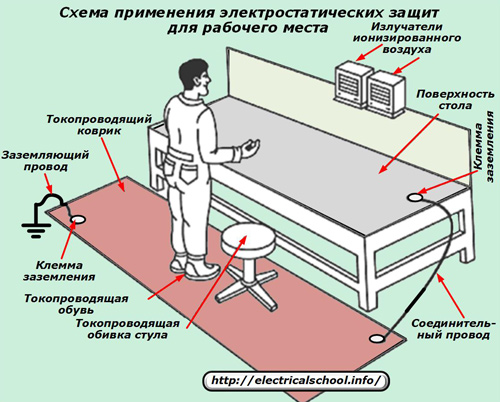 Схема применения электростатических защит
для рабочего места
Излучатели
ионизированного
воздуха
Поверхность
стола
Клемма
заземления
Токопроводящий
коврик
Заземляющий
провод
Клемма
заземления
Токопроводящая
обувь
Токопроводящая
обивка стула
Соединитель-
ный провод
http://electricalschool.info/